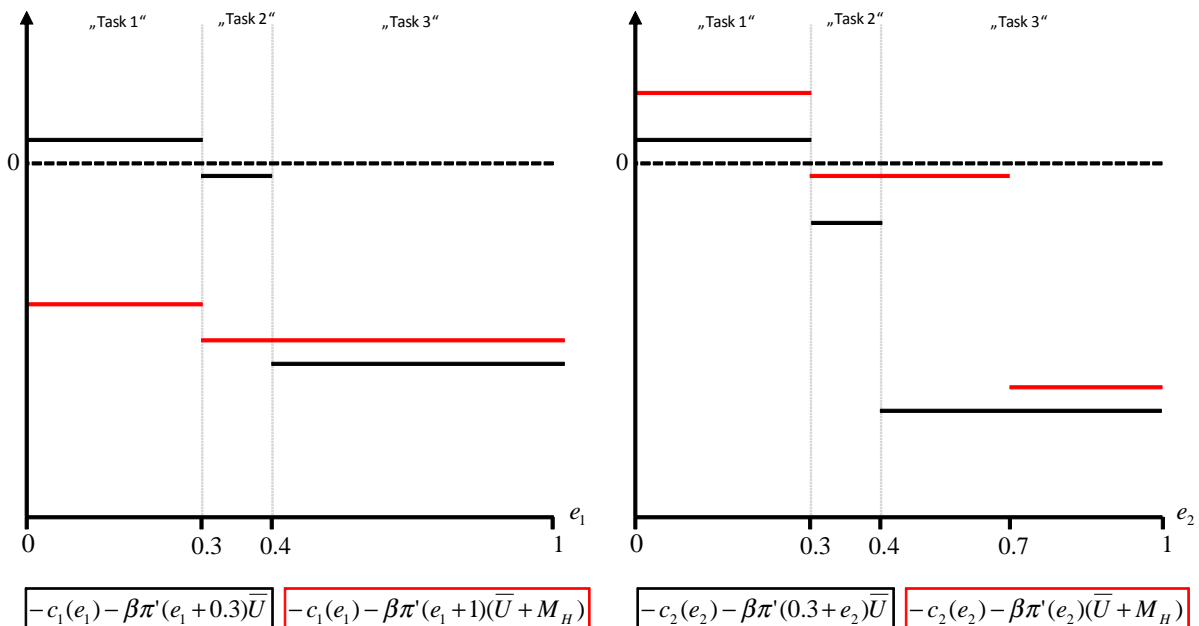 „Task 1“ „Task 2“ „Task 3“
0
0 0.3 0.4 1 e₁
−c₁(e₁)−βπ'(e₁+0.3)U̅ −c₁(e₁)−βπ'(e₁+1)(U̅+M_H)
„Task 1“ „Task 2“ „Task 3“
0
0 0.3 0.4 0.7 1 e₂
−c₂(e₂)−βπ'(0.3+e₂)U̅ −c₂(e₂)−βπ'(e₂)(U̅+M_H)